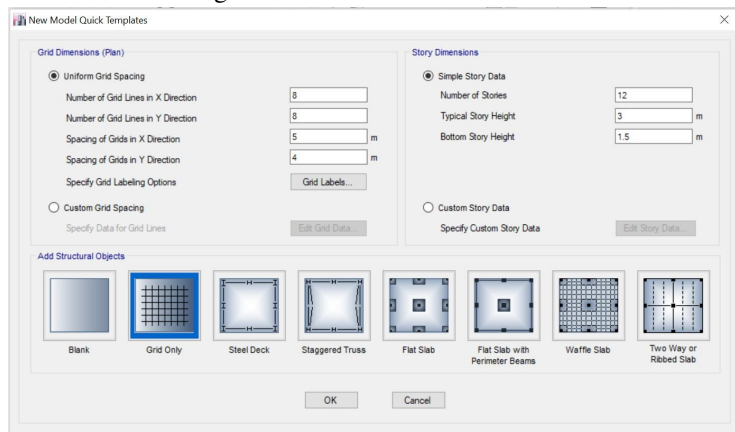 New Model Quick Templates
Grid Dimensions (Plan)
Uniform Grid Spacing
Number of Grid Lines in X Direction 8
Number of Grid Lines in Y Direction 8
Spacing of Grids in X Direction 5 m
Spacing of Grids in Y Direction 4 m
Specify Grid Labeling Options Grid Labels...
Custom Grid Spacing
Specify Data for Grid Lines Edit Grid Data...
Story Dimensions
Simple Story Data
Number of Stories 12
Typical Story Height 3 m
Bottom Story Height 1.5 m
Custom Story Data
Specify Custom Story Data Edit Story Data...
Add Structural Objects
Blank
Grid Only
Steel Deck
Staggered Truss
Flat Slab
Flat Slab with
Perimeter Beams
Waffle Slab
Two Way or
Ribbed Slab
OK Cancel